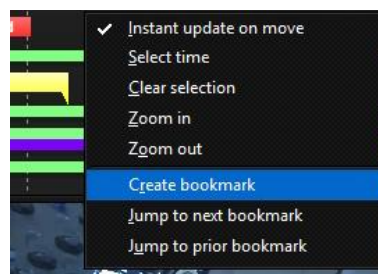 Instant update on move
Select time
Clear selection
Zoom in
Zoom out
Create bookmark
Jump to next bookmark
Jump to prior bookmark